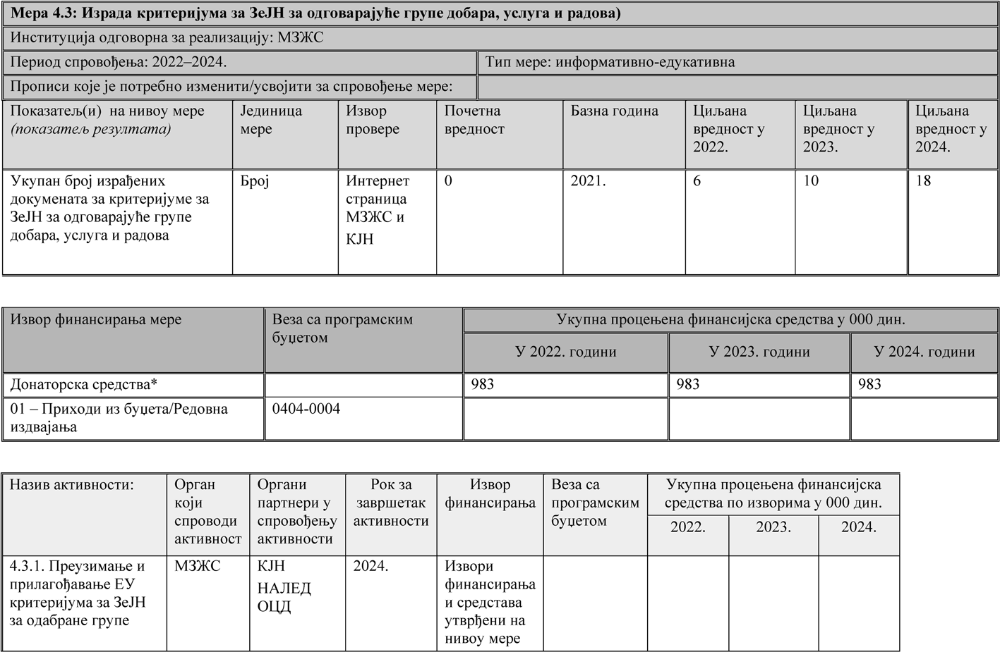 Мера 4.3: Израда критеријума за ЗеЈН за одговарајуће групе добара, услуга и радова)
Институција одговорна за реализацију: МЗЖС
Период спровођења: 2022–2024.
Тип мере: информативно-едукативна
Прописи које је потребно изменити/усвојити за спровођење мере:
Показатељ(и) на нивоу мере
(показатељ резултата)
Јединица
мере
Извор
провере
Почетна
вредност
Базна година
Циљана
вредност у
2022.
Циљана
вредност у
2023.
Циљана
вредност у
2024.
Укупан број израђених
докумената за критеријуме за
ЗеЈН за одговарајуће групе
добара, услуга и радова
Број
Интернет
страница
МЗЖС и
КЈН
0
2021.
6
10
18
Извор финансирања мере
Веза са програмским
буџетом
Укупна процењена финансијска средства у 000 дин.
У 2022. години
У 2023. години
У 2024. години
Донаторска средства*
983
983
983
01 – Приходи из буџета/Редовна
издвајања
0404-0004
Назив активности:
Орган
који
спроводи
активност
Органи
партнери у
спровођењу
активности
Рок за
завршетак
активности
Извор
финансирања
Веза са
програмским
буџетом
Укупна процењена финансијска
средства по изворима у 000 дин.
2022.
2023.
2024.
4.3.1. Преузимање и
прилагођавање ЕУ
критеријума за ЗеЈН
за одабране групе
МЗЖС
КЈН
НАЛЕД
ОЦД
2024.
Извори
финансирања
и средстава
утврђени на
нивоу мере